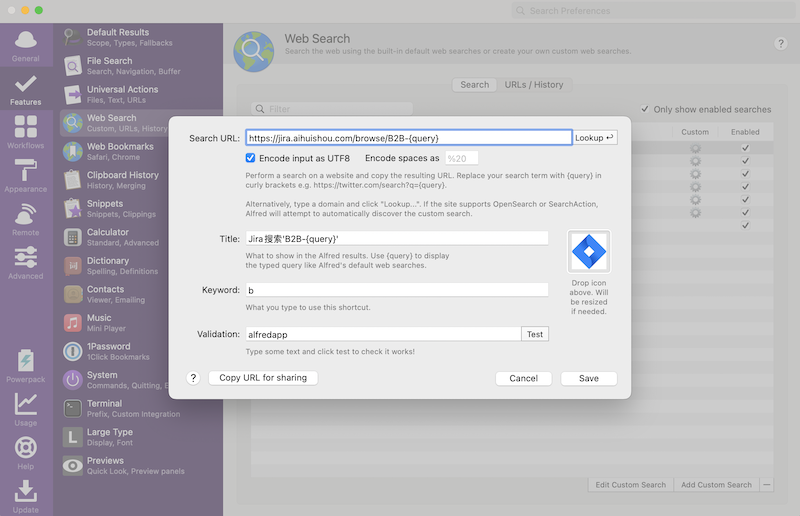 Search Preferences
General
Features
Workflows
Appearance
Remote
Advanced
Powerpack
Usage
Help
Update
Default Results
Scope, Types, Fallbacks
File Search
Search, Navigation, Buffer
Universal Actions
Files, Text, URLs
Web Search
Custom, URLs, History
Web Bookmarks
Safari, Chrome
Clipboard History
History, Merging
Snippets
Snippets, Clippings
Calculator
Standard, Advanced
Dictionary
Spelling, Definitions
Contacts
Viewer, Emailing
Music
Mini Player
1Password
1Click Bookmarks
System
Commands, Quitting, E
Terminal
Prefix, Custom Integration
Large Type
Display, Font
Previews
Quick Look, Preview panels
Web Search
Search the web using the built-in default web searches or create your own custom web searches.
?
Search
URLs / History
Filter
Only show enabled searches
Custom
Enabled
Search URL:
https://jira.aihuishou.com/browse/B2B-{query}
Lookup ↩
Encode input as UTF8
Encode spaces as
%20
Perform a search on a website and copy the resulting URL. Replace your search term with {query} in
curly brackets e.g. https://twitter.com/search?q={query}.
Alternatively, type a domain and click "Lookup...". If the site supports OpenSearch or SearchAction,
Alfred will attempt to automatically discover the custom search.
Title:
Jira搜索'B2B-{query}'
What to show in the Alfred results. Use {query} to display
the typed query like Alfred's default web searches.
Drop icon
above. Will
be resized
if needed.
Keyword:
b
What you type to use this shortcut.
Validation:
alfredapp
Test
Type some text and click test to check it works!
?
Copy URL for sharing
Cancel
Save
Edit Custom Search
Add Custom Search
—